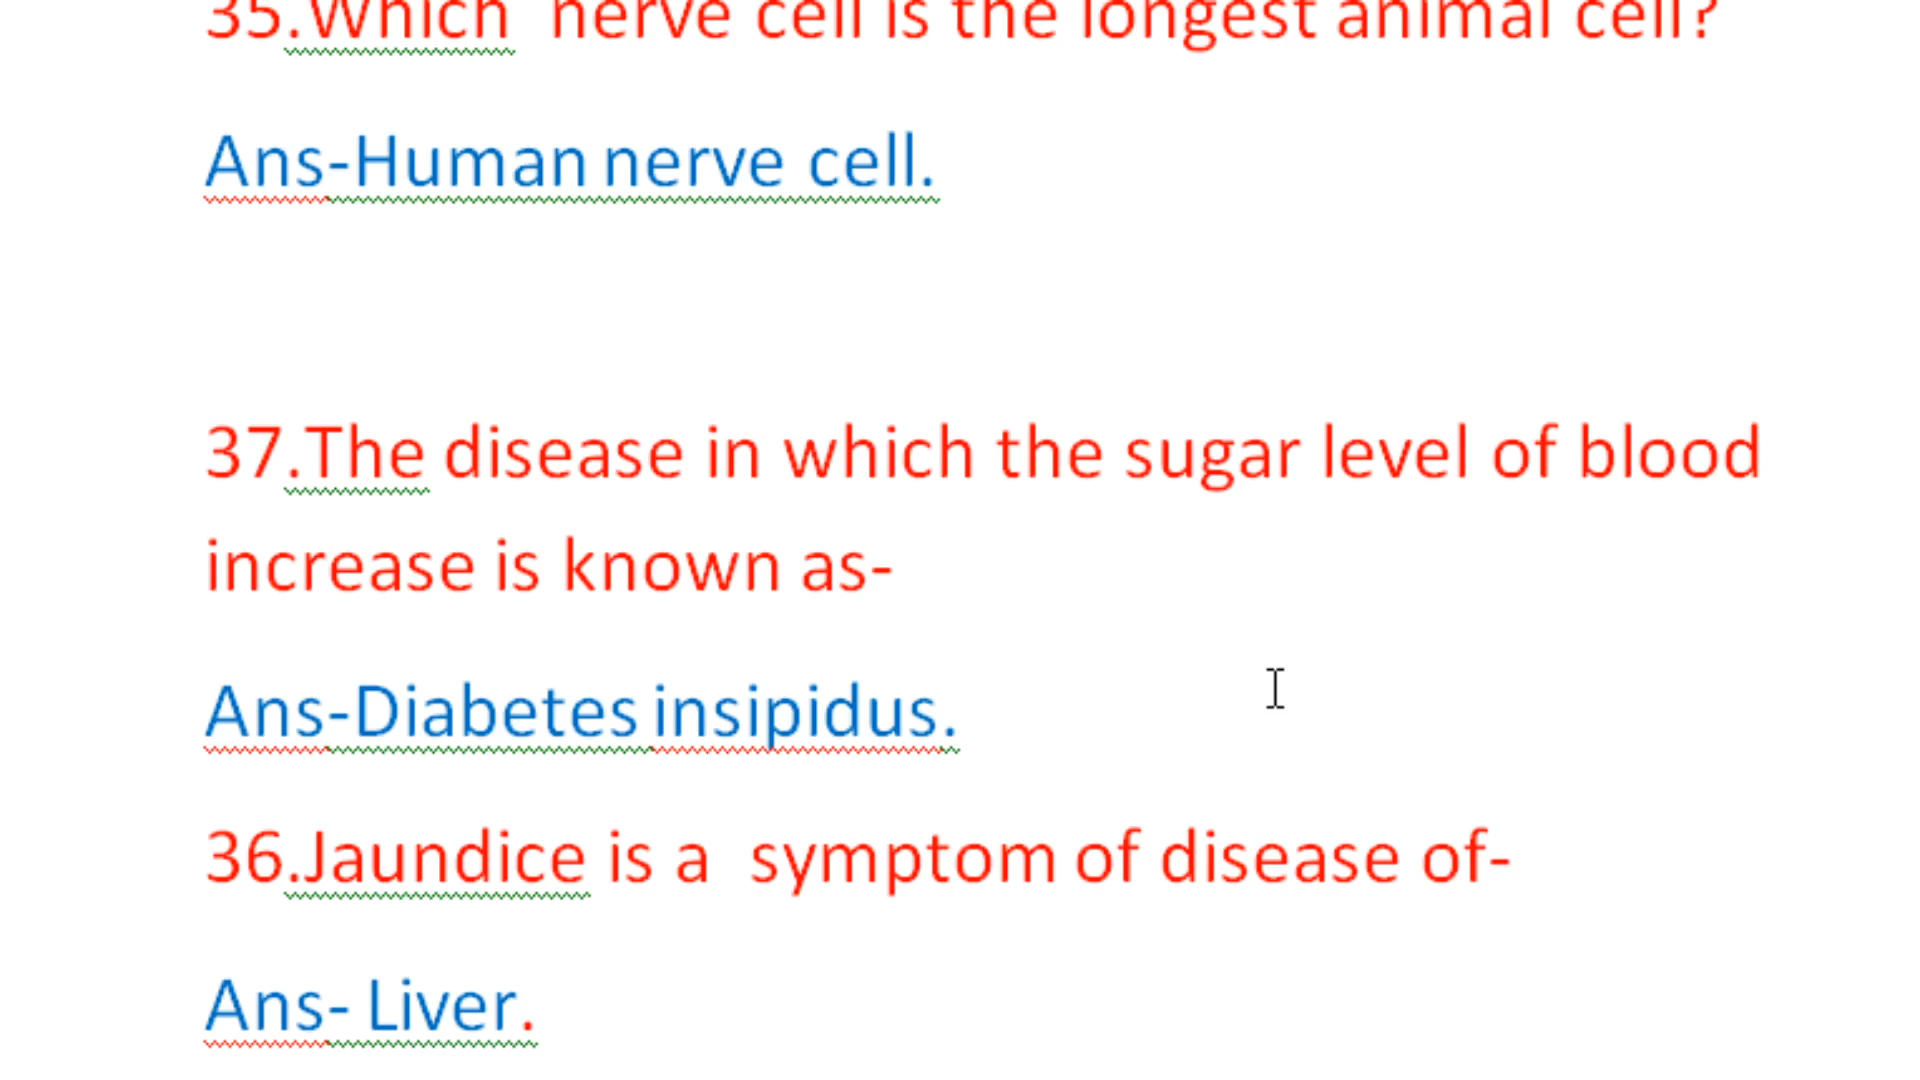 35.Which  nerve cell is the longest animal cell?
Ans-Human nerve cell.
37.The disease in which the sugar level of blood
increase is known as-
Ans-Diabetes insipidus.
36.Jaundice is a  symptom of disease of-
Ans- Liver.